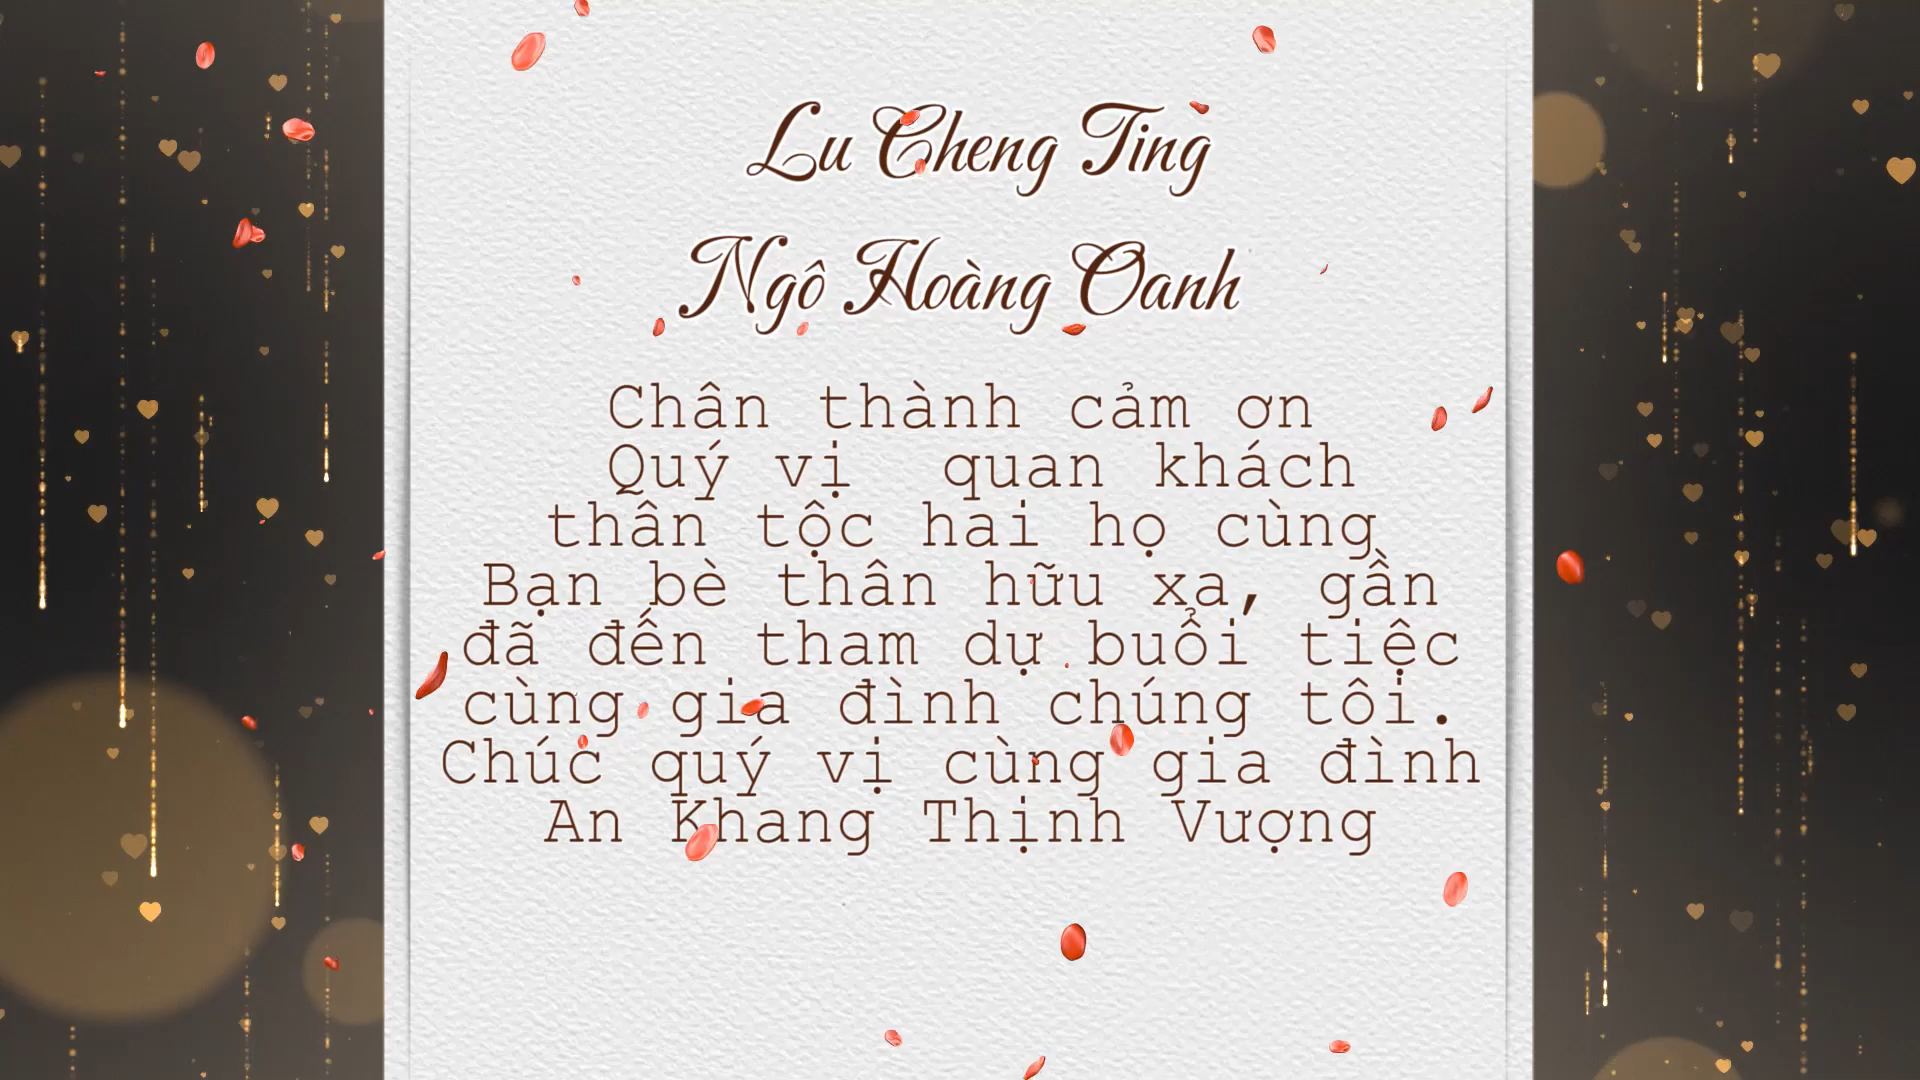 Lu Cheng Ting
Ngô Hoàng Oanh
Chân thành cảm ơn
Quý vị  quan khách
thân tộc hai họ cùng
Bạn bè thân hữu xa, gần
đã đến tham dự buổi tiệc
cùng gia đình chúng tôi.
Chúc quý vị cùng gia đình
An Khang Thịnh Vượng